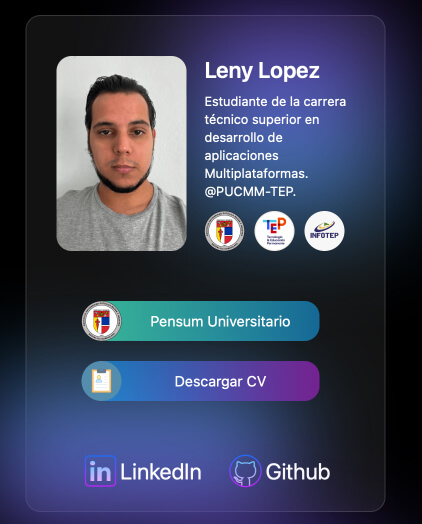 Leny Lopez
Estudiante de la carrera
técnico superior en
desarrollo de
aplicaciones
Multiplataformas.
@PUCMM-TEP.
TEP
Tecnología & Educación
Permanente
INFOTEP
Pensum Universitario
Descargar CV
in LinkedIn
Github